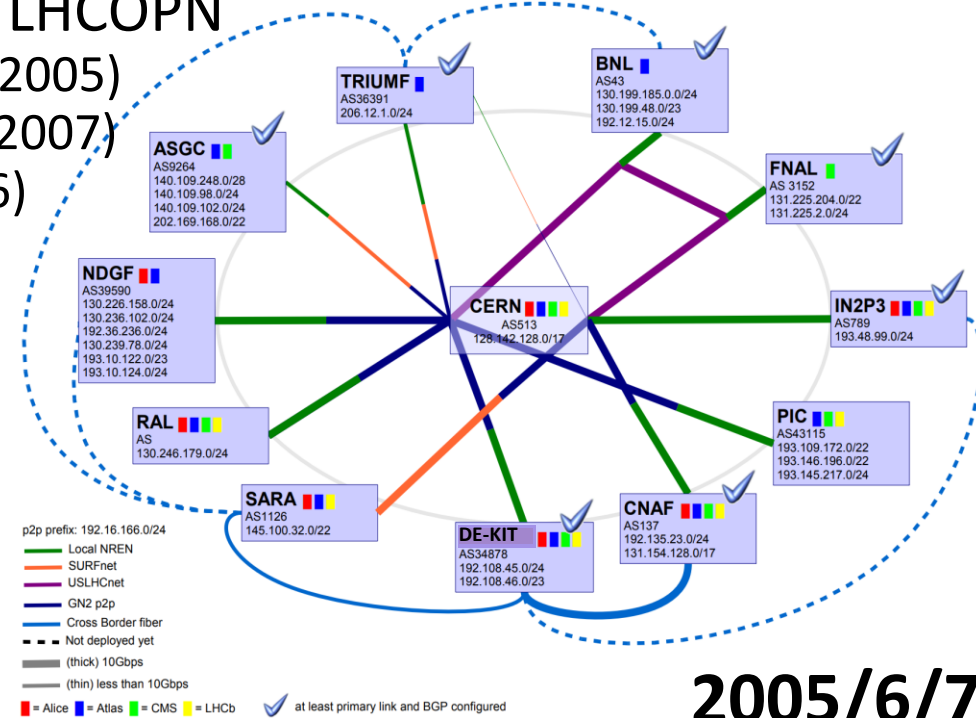 LHCOPN
2005)
2007)
6)
TRIUMF
AS36391
206.12.1.0/24
BNL
AS43
130.199.185.0.0/24
130.199.48.0/23
192.12.15.0/24
ASGC
AS9264
140.109.248.0/28
140.109.98.0/24
140.109.102.0/24
202.169.168.0/22
FNAL
AS 3152
131.225.204.0/22
131.225.2.0/24
NDGF
AS39590
130.226.158.0/24
130.236.102.0/24
192.36.236.0/24
130.239.78.0/24
193.10.122.0/23
193.10.124.0/24
CERN
AS513
128.142.128.0/17
IN2P3
AS789
193.48.99.0/24
RAL
AS
130.246.179.0/24
PIC
AS43115
193.109.172.0/22
193.146.196.0/22
193.145.217.0/24
SARA
AS1126
145.100.32.0/22
DE-KIT
AS34878
192.108.45.0/24
192.108.46.0/23
CNAF
AS137
192.135.23.0/24
131.154.128.0/17
p2p prefix: 192.16.166.0/24
Local NREN
SURFnet
USLHCnet
GN2 p2p
Cross Border fiber
Not deployed yet
(thick) 10Gbps
(thin) less than 10Gbps
= Alice = Atlas = CMS = LHCb at least primary link and BGP configured
2005/6/7